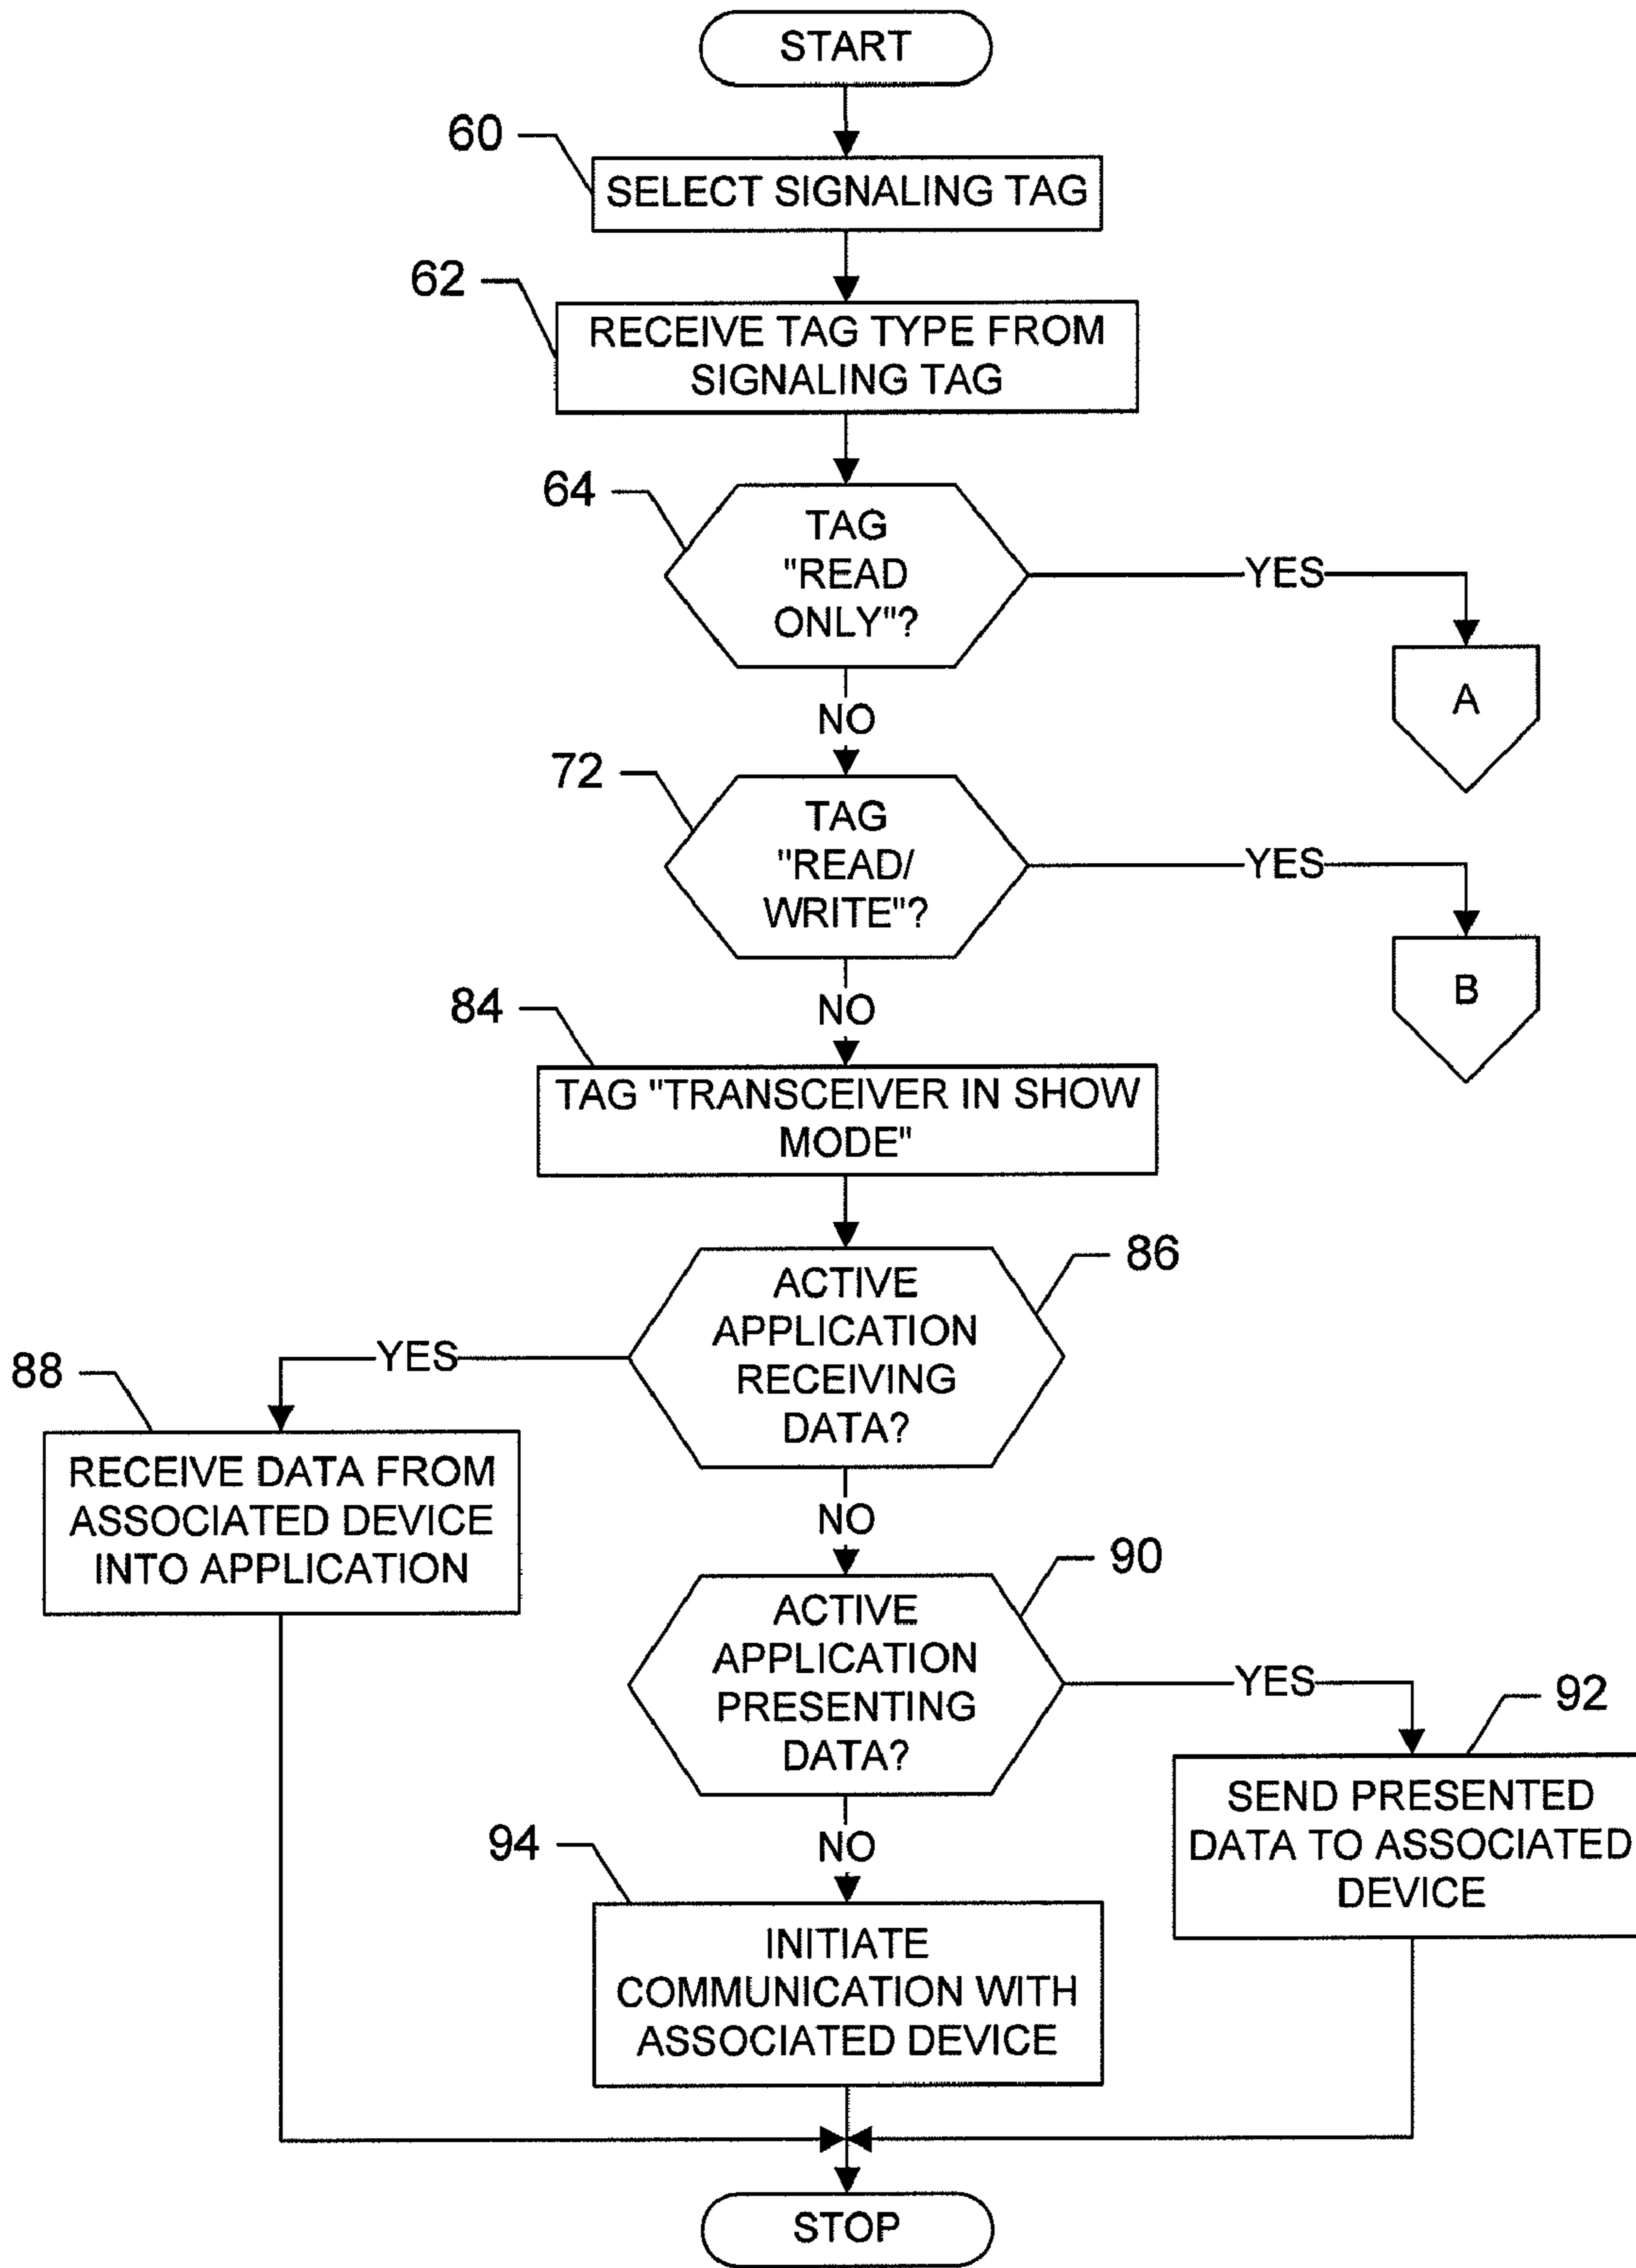 START
60
SELECT SIGNALING TAG
62
RECEIVE TAG TYPE FROM
SIGNALING TAG
64
TAG
"READ
ONLY"?
YES
A
NO
72
TAG
"READ/
WRITE"?
YES
B
NO
84
TAG "TRANSCEIVER IN SHOW
MODE"
86
ACTIVE
APPLICATION
RECEIVING
DATA?
YES
88
RECEIVE DATA FROM
ASSOCIATED DEVICE
INTO APPLICATION
NO
90
ACTIVE
APPLICATION
PRESENTING
DATA?
YES
92
SEND PRESENTED
DATA TO ASSOCIATED
DEVICE
NO
94
INITIATE
COMMUNICATION WITH
ASSOCIATED DEVICE
STOP